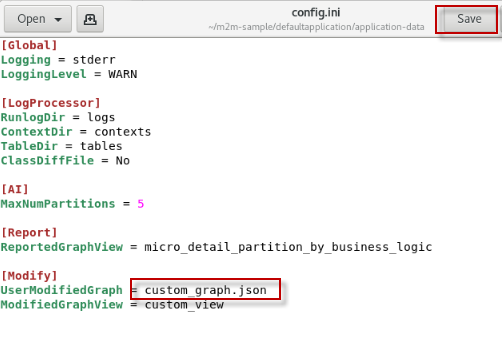 Open
config.ini
~/m2m-sample/defaultapplication/application-data
Save
[Global]
Logging = stderr
LoggingLevel = WARN
[LogProcessor]
RunlogDir = logs
ContextDir = contexts
TableDir = tables
ClassDiffFile = No
[AI]
MaxNumPartitions = 5
[Report]
ReportedGraphView = micro_detail_partition_by_business_logic
[Modify]
UserModifiedGraph = custom_graph.json
ModifiedGraphView = custom_view